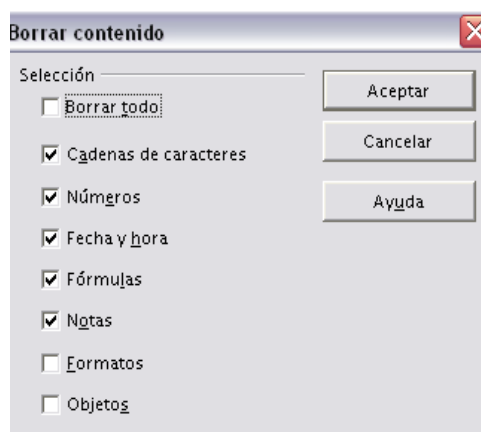 Borrar contenido
Selección
Borrar todo
Cadenas de caracteres
Números
Fecha y hora
Fórmulas
Notas
Formatos
Objetos
Aceptar
Cancelar
Ayuda